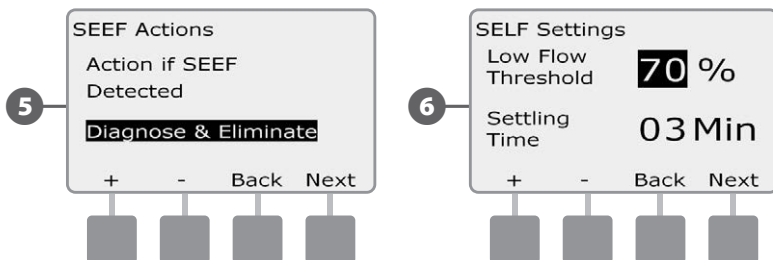 5
SEEF Actions
Action if SEEF
Detected
Diagnose & Eliminate
+ - Back Next
6
SELF Settings
Low Flow
Threshold 70 %
Settling
Time 03 Min
+ - Back Next